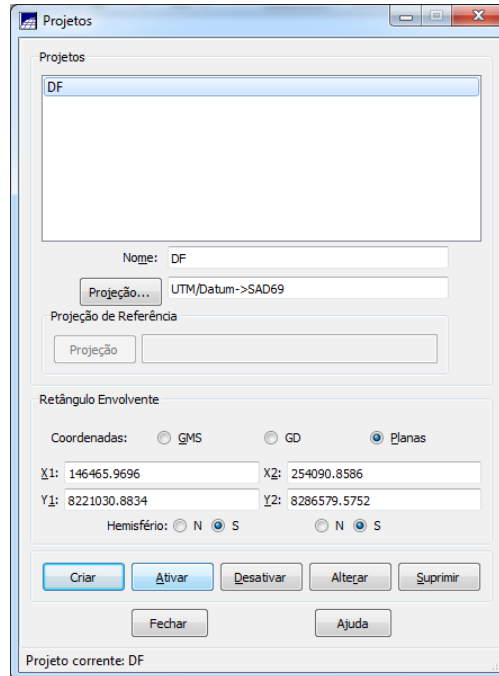 Projetos
Projetos
DF
Nome: DF
Projeção... UTM/Datum->SAD69
Projeção de Referência
Projeção
Retângulo Envolvente
Coordenadas: GMS GD Planas
X1: 146465.9696 X2: 254090.8586
Y1: 8221030.8834 Y2: 8286579.5752
Hemisfério: N S N S
Criar Ativar Desativar Alterar Suprimir
Fechar Ajuda
Projeto corrente: DF